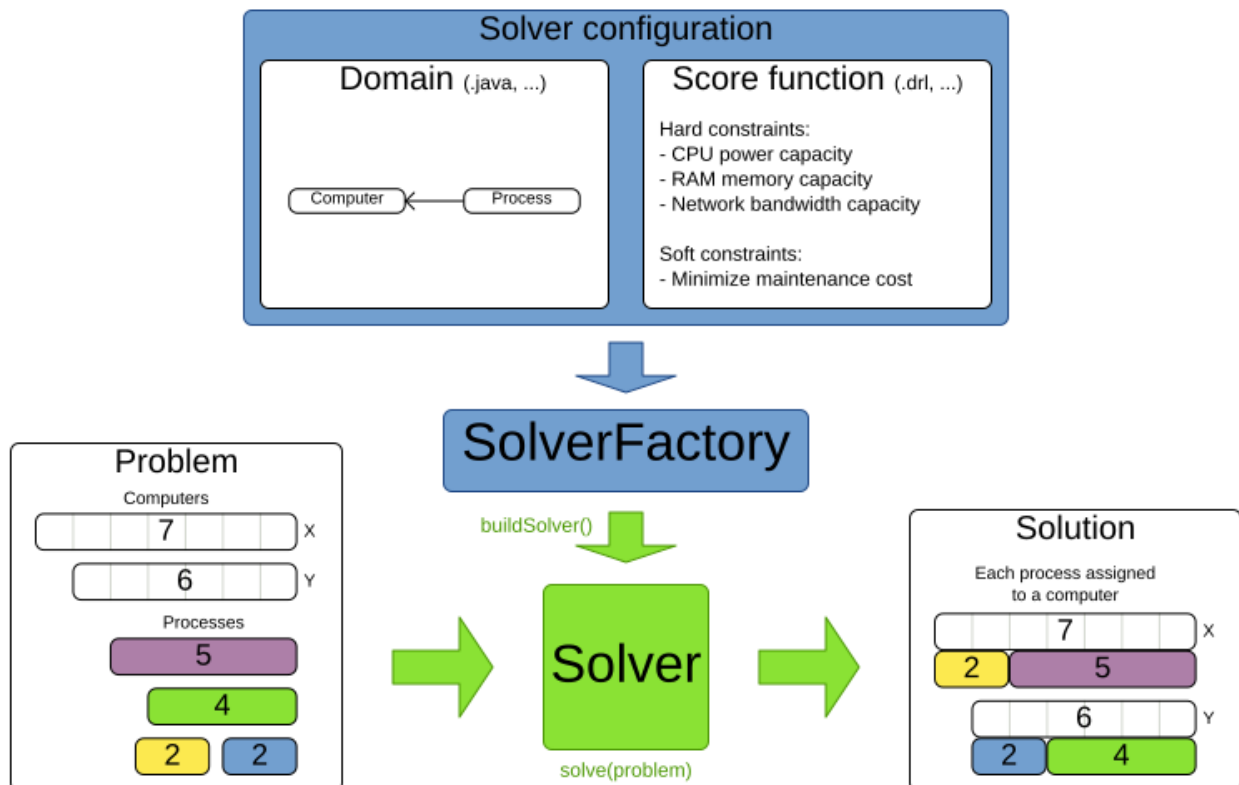 Solver configuration
Domain (.java, ...)
Computer
Process
Score function (.drl, ...)
Hard constraints:
- CPU power capacity
- RAM memory capacity
- Network bandwidth capacity
Soft constraints:
- Minimize maintenance cost
SolverFactory
buildSolver()
Problem
Computers
7 X
6 Y
Processes
5
4
2 2
Solver
solve(problem)
Solution
Each process assigned
to a computer
7 X
2 5
6 Y
2 4